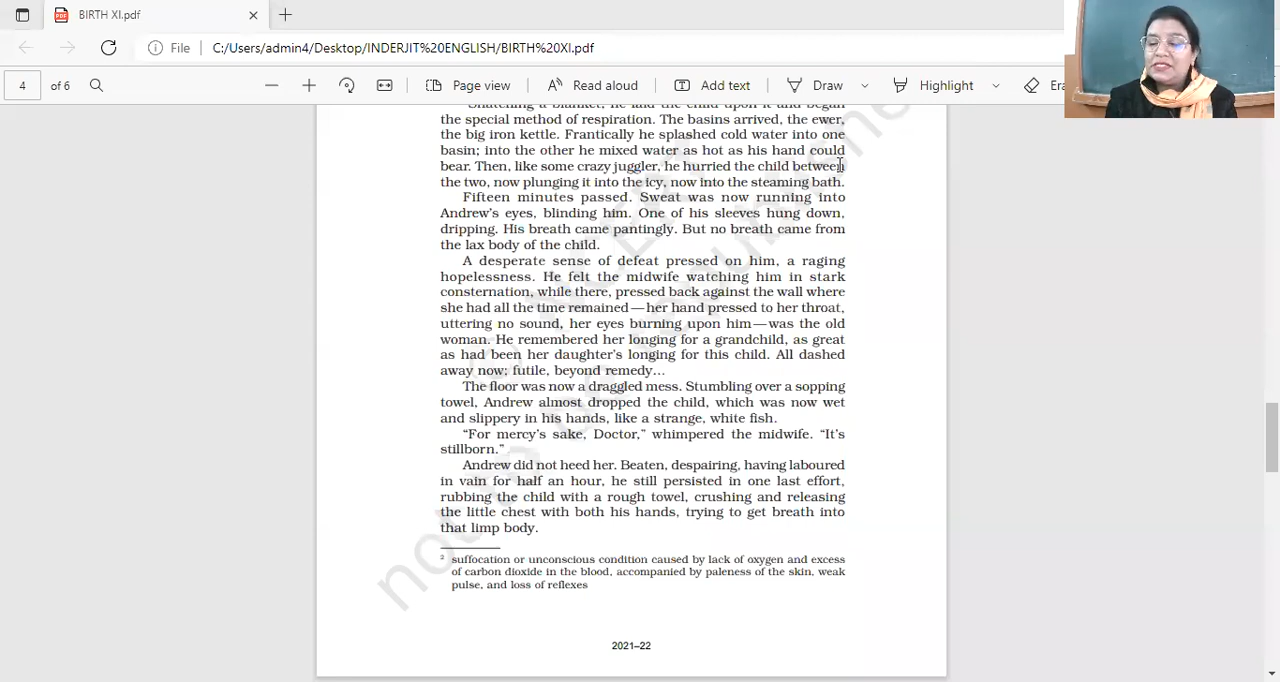 BIRTH XI.pdf
File C:/Users/admin4/Desktop/INDERJIT%20ENGLISH/BIRTH%20XI.pdf
4 of 6 Page view Read aloud Add text Draw Highlight
Snatching a blanket, he laid the child upon it and began
the special method of respiration. The basins arrived, the ewer,
the big iron kettle. Frantically he splashed cold water into one
basin; into the other he mixed water as hot as his hand could
bear. Then, like some crazy juggler, he hurried the child between
the two, now plunging it into the icy, now into the steaming bath.
Fifteen minutes passed. Sweat was now running into
Andrew's eyes, blinding him. One of his sleeves hung down,
dripping. His breath came pantingly. But no breath came from
the lax body of the child.
A desperate sense of defeat pressed on him, a raging
hopelessness. He felt the midwife watching him in stark
consternation, while there, pressed back against the wall where
she had all the time remained—her hand pressed to her throat,
uttering no sound, her eyes burning upon him—was the old
woman. He remembered her longing for a grandchild, as great
as had been her daughter's longing for this child. All dashed
away now; futile, beyond remedy...
The floor was now a draggled mess. Stumbling over a sopping
towel, Andrew almost dropped the child, which was now wet
and slippery in his hands, like a strange, white fish.
“For mercy's sake, Doctor,” whimpered the midwife. “It's
stillborn.”
Andrew did not heed her. Beaten, despairing, having laboured
in vain for half an hour, he still persisted in one last effort,
rubbing the child with a rough towel, crushing and releasing
the little chest with both his hands, trying to get breath into
that limp body.
2 suffocation or unconscious condition caused by lack of oxygen and excess
of carbon dioxide in the blood, accompanied by paleness of the skin, weak
pulse, and loss of reflexes
2021–22